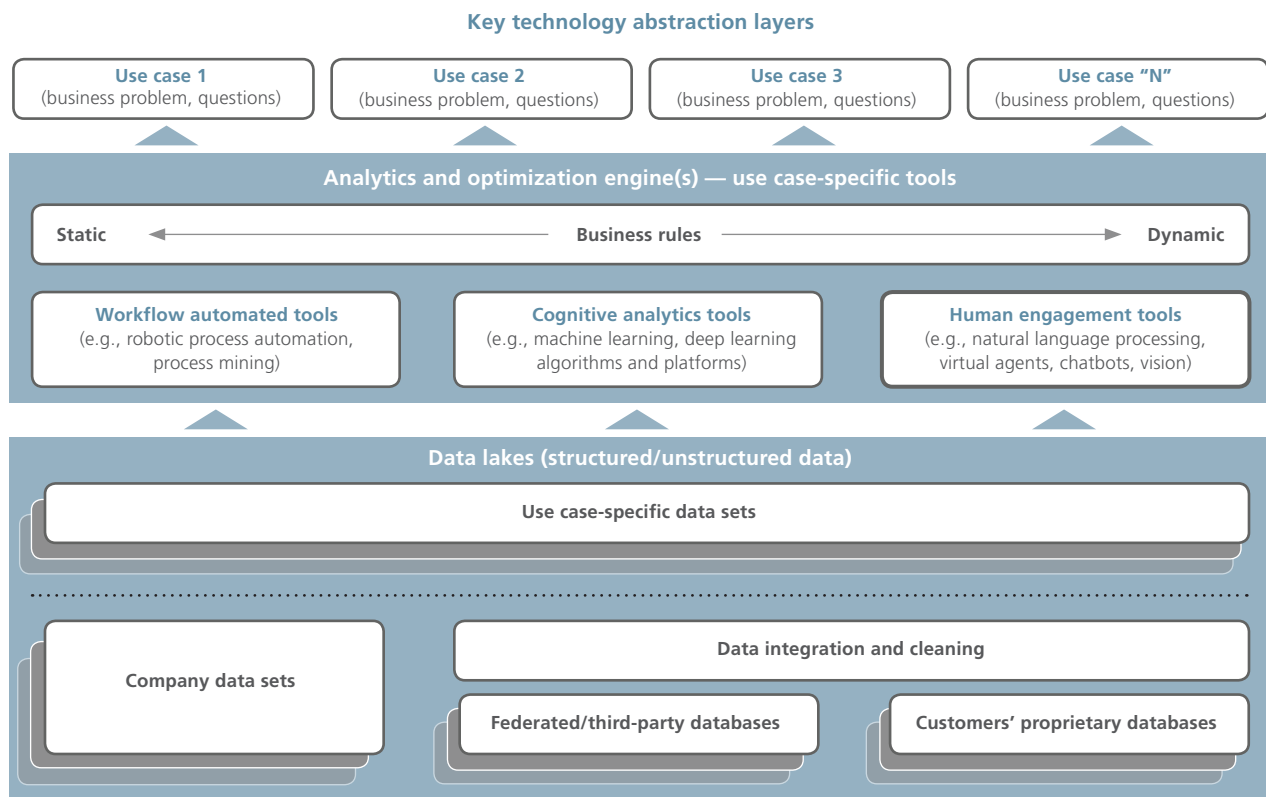 Key technology abstraction layers
Use case 1
(business problem, questions)
Use case 2
(business problem, questions)
Use case 3
(business problem, questions)
Use case “N”
(business problem, questions)
Analytics and optimization engine(s) — use case-specific tools
Static
Business rules
Dynamic
Workflow automated tools
(e.g., robotic process automation,
process mining)
Cognitive analytics tools
(e.g., machine learning, deep learning
algorithms and platforms)
Human engagement tools
(e.g., natural language processing,
virtual agents, chatbots, vision)
Data lakes (structured/unstructured data)
Use case-specific data sets
Company data sets
Data integration and cleaning
Federated/third-party databases
Customers’ proprietary databases